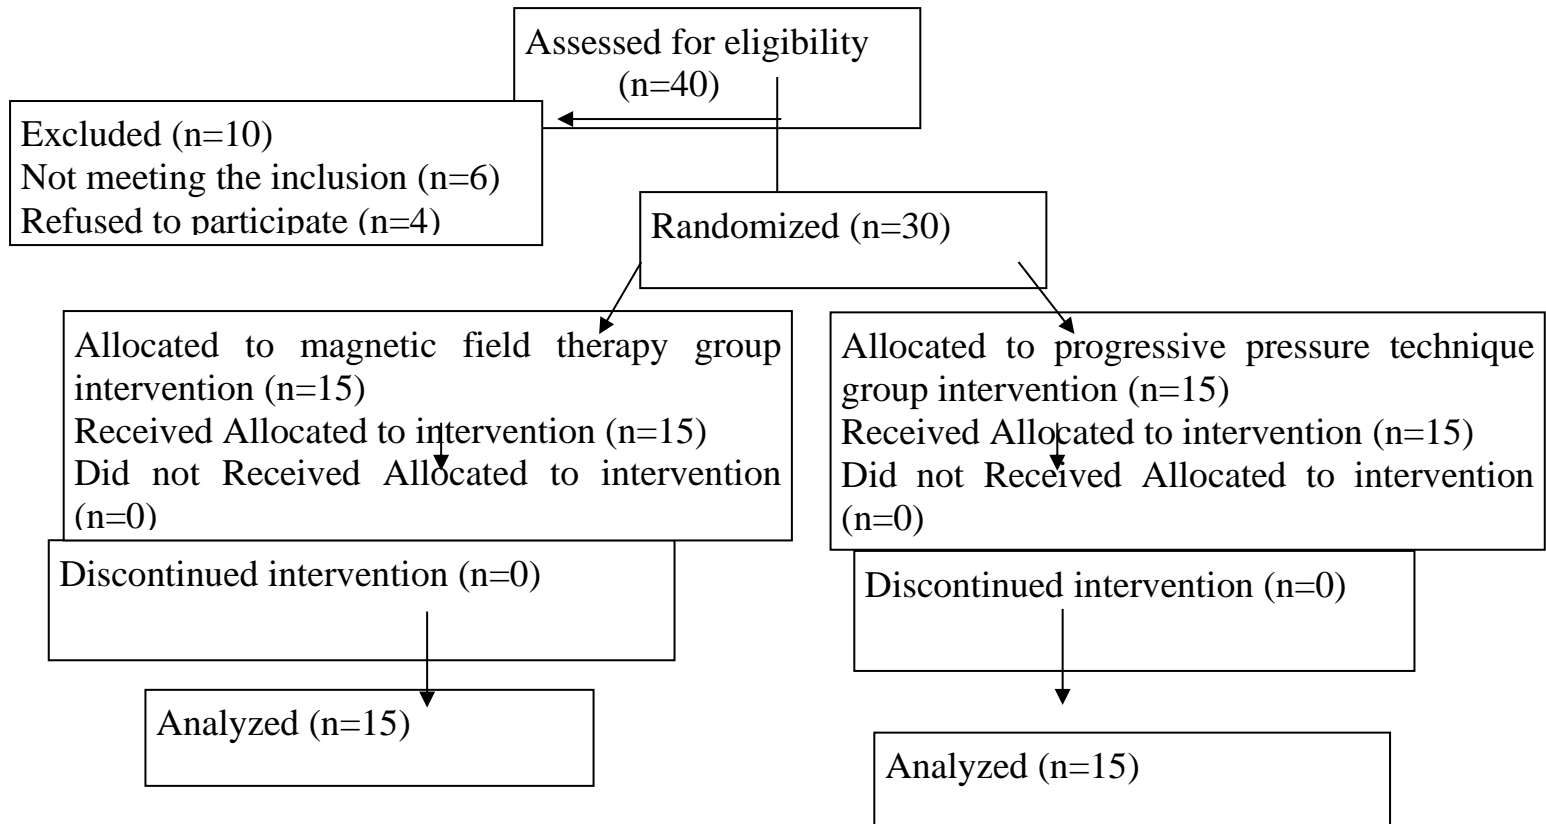 Assessed for eligibility
(n=40)
Excluded (n=10)
Not meeting the inclusion (n=6)
Refused to participate (n=4)
Randomized (n=30)
Allocated to magnetic field therapy group
intervention (n=15)
Received Allocated to intervention (n=15)
Did not Received Allocated to intervention
(n=0)
Allocated to progressive pressure technique
group intervention (n=15)
Received Allocated to intervention (n=15)
Did not Received Allocated to intervention
(n=0)
Discontinued intervention (n=0)
Discontinued intervention (n=0)
Analyzed (n=15)
Analyzed (n=15)